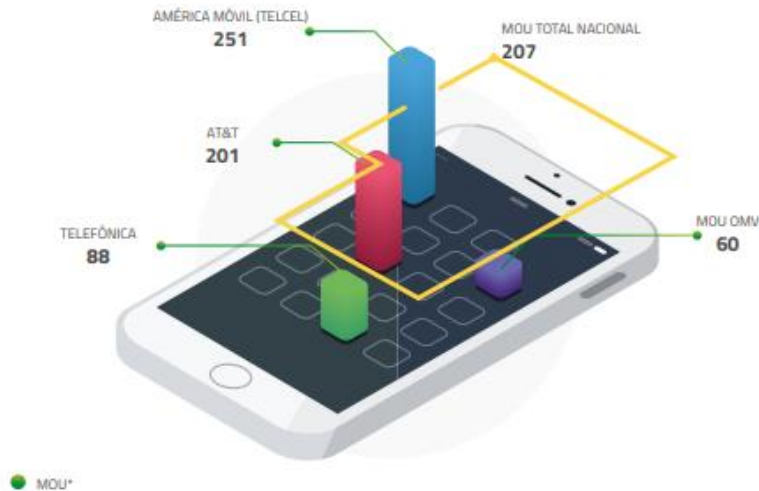 AMÉRICA MÓVIL (TELCEL)
251
MOU TOTAL NACIONAL
207
AT&T
201
TELEFÓNICA
88
MOU OMV
60
MOU*